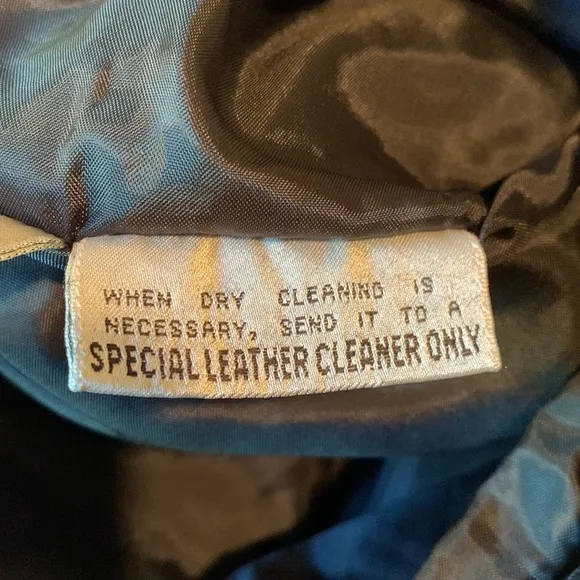 WHEN DRY CLEANING IS
NECESSARY, SEND IT TO A
SPECIAL LEATHER CLEANER ONLY